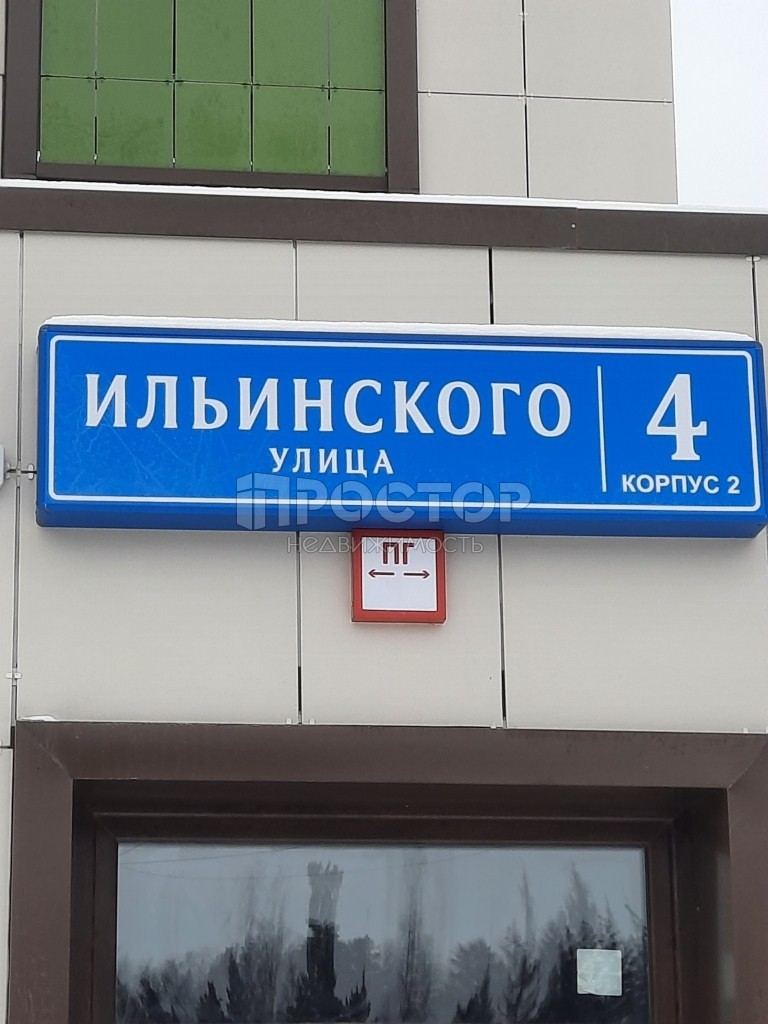 ИЛЬИНСКОГО
УЛИЦА
4
КОРПУС 2
ПРОСТОР
недвижимость
ПГ